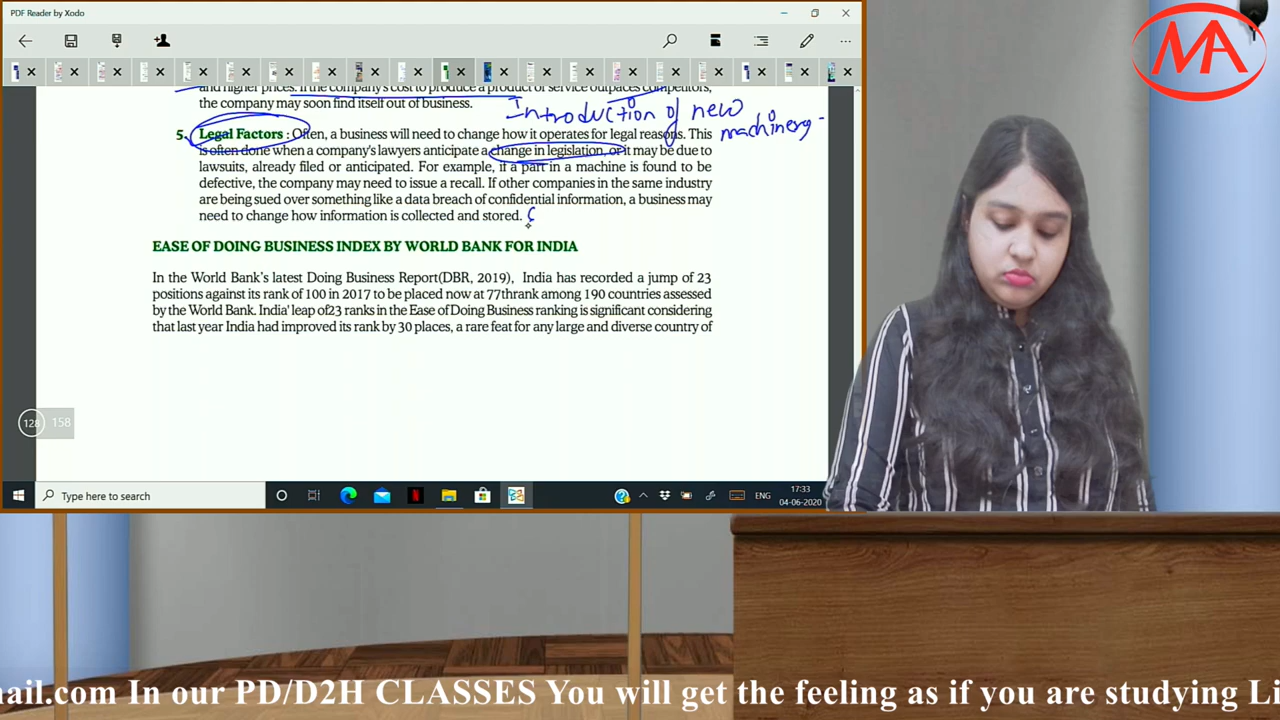 PDF Reader by Xodo
MA
and higher prices. If the company's cost to produce a product or service outpaces competitors,
the company may soon find itself out of business.
Introduction of new
machinery -
5. Legal Factors : Often, a business will need to change how it operates for legal reasons. This
is often done when a company's lawyers anticipate a change in legislation, or it may be due to
lawsuits, already filed or anticipated. For example, if a part in a machine is found to be
defective, the company may need to issue a recall. If other companies in the same industry
are being sued over something like a data breach of confidential information, a business may
need to change how information is collected and stored.
EASE OF DOING BUSINESS INDEX BY WORLD BANK FOR INDIA
In the World Bank's latest Doing Business Report(DBR, 2019), India has recorded a jump of 23
positions against its rank of 100 in 2017 to be placed now at 77thrank among 190 countries assessed
by the World Bank. India' leap of23 ranks in the Ease of Doing Business ranking is significant considering
that last year India had improved its rank by 30 places, a rare feat for any large and diverse country of
128 158
Type here to search
ENG
17:33
04-06-2020
nail.com In our PD/D2H CLASSES You will get the feeling as if you are studying Li